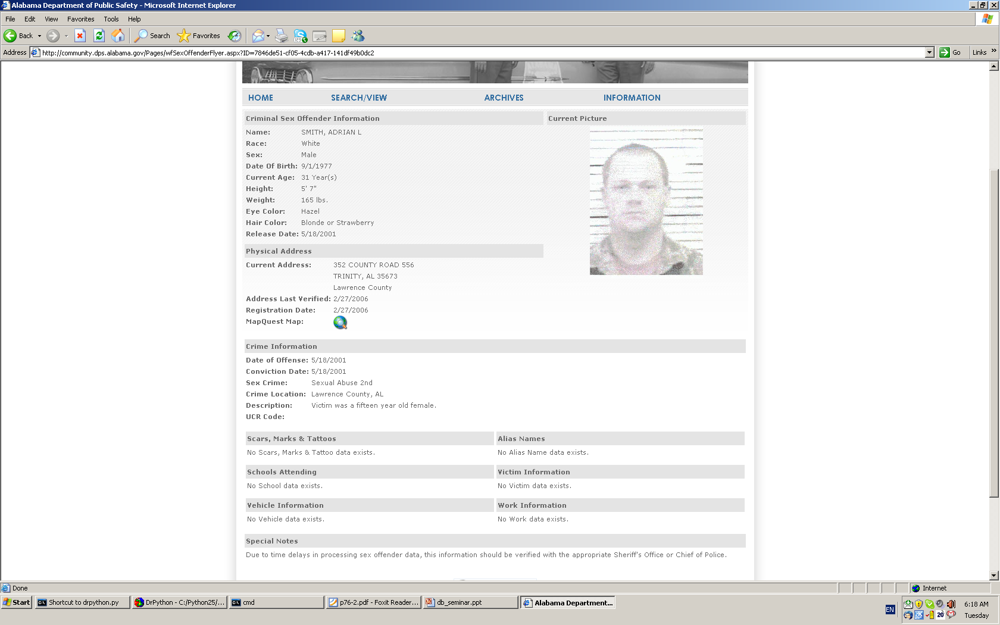 Alabama Department of Public Safety - Microsoft Internet Explorer
File Edit View Favorites Tools Help
Back Search Favorites
Address http://community.dps.alabama.gov/Pages/wfSexOffenderFlyer.aspx?ID=7846de51-cf05-4cdb-a417-141df49b0dc2 Go Links »
HOME SEARCH/VIEW ARCHIVES INFORMATION
Criminal Sex Offender Information Current Picture
Name: SMITH, ADRIAN L
Race: White
Sex: Male
Date Of Birth: 9/1/1977
Current Age: 31 Year(s)
Height: 5' 7"
Weight: 165 lbs.
Eye Color: Hazel
Hair Color: Blonde or Strawberry
Release Date: 5/18/2001
Physical Address
Current Address: 352 COUNTY ROAD 556
TRINITY, AL 35673
Lawrence County
Address Last Verified: 2/27/2006
Registration Date: 2/27/2006
MapQuest Map:
Crime Information
Date of Offense: 5/18/2001
Conviction Date: 5/18/2001
Sex Crime: Sexual Abuse 2nd
Crime Location: Lawrence County, AL
Description: Victim was a fifteen year old female.
UCR Code:
Scars, Marks & Tattoos Alias Names
No Scars, Marks & Tattoo data exists. No Alias Name data exists.
Schools Attending Victim Information
No School data exists. No Victim data exists.
Vehicle Information Work Information
No Vehicle data exists. No Work data exists.
Special Notes
Due to time delays in processing sex offender data, this information should be verified with the appropriate Sheriff's Office or Chief of Police.
Done Internet
Start Shortcut to drpython.py DrPython - C:/Python25/... cmd p76-2.pdf - Foxit Reader... db_seminar.ppt Alabama Department... EN 20 6:18 AM
Tuesday